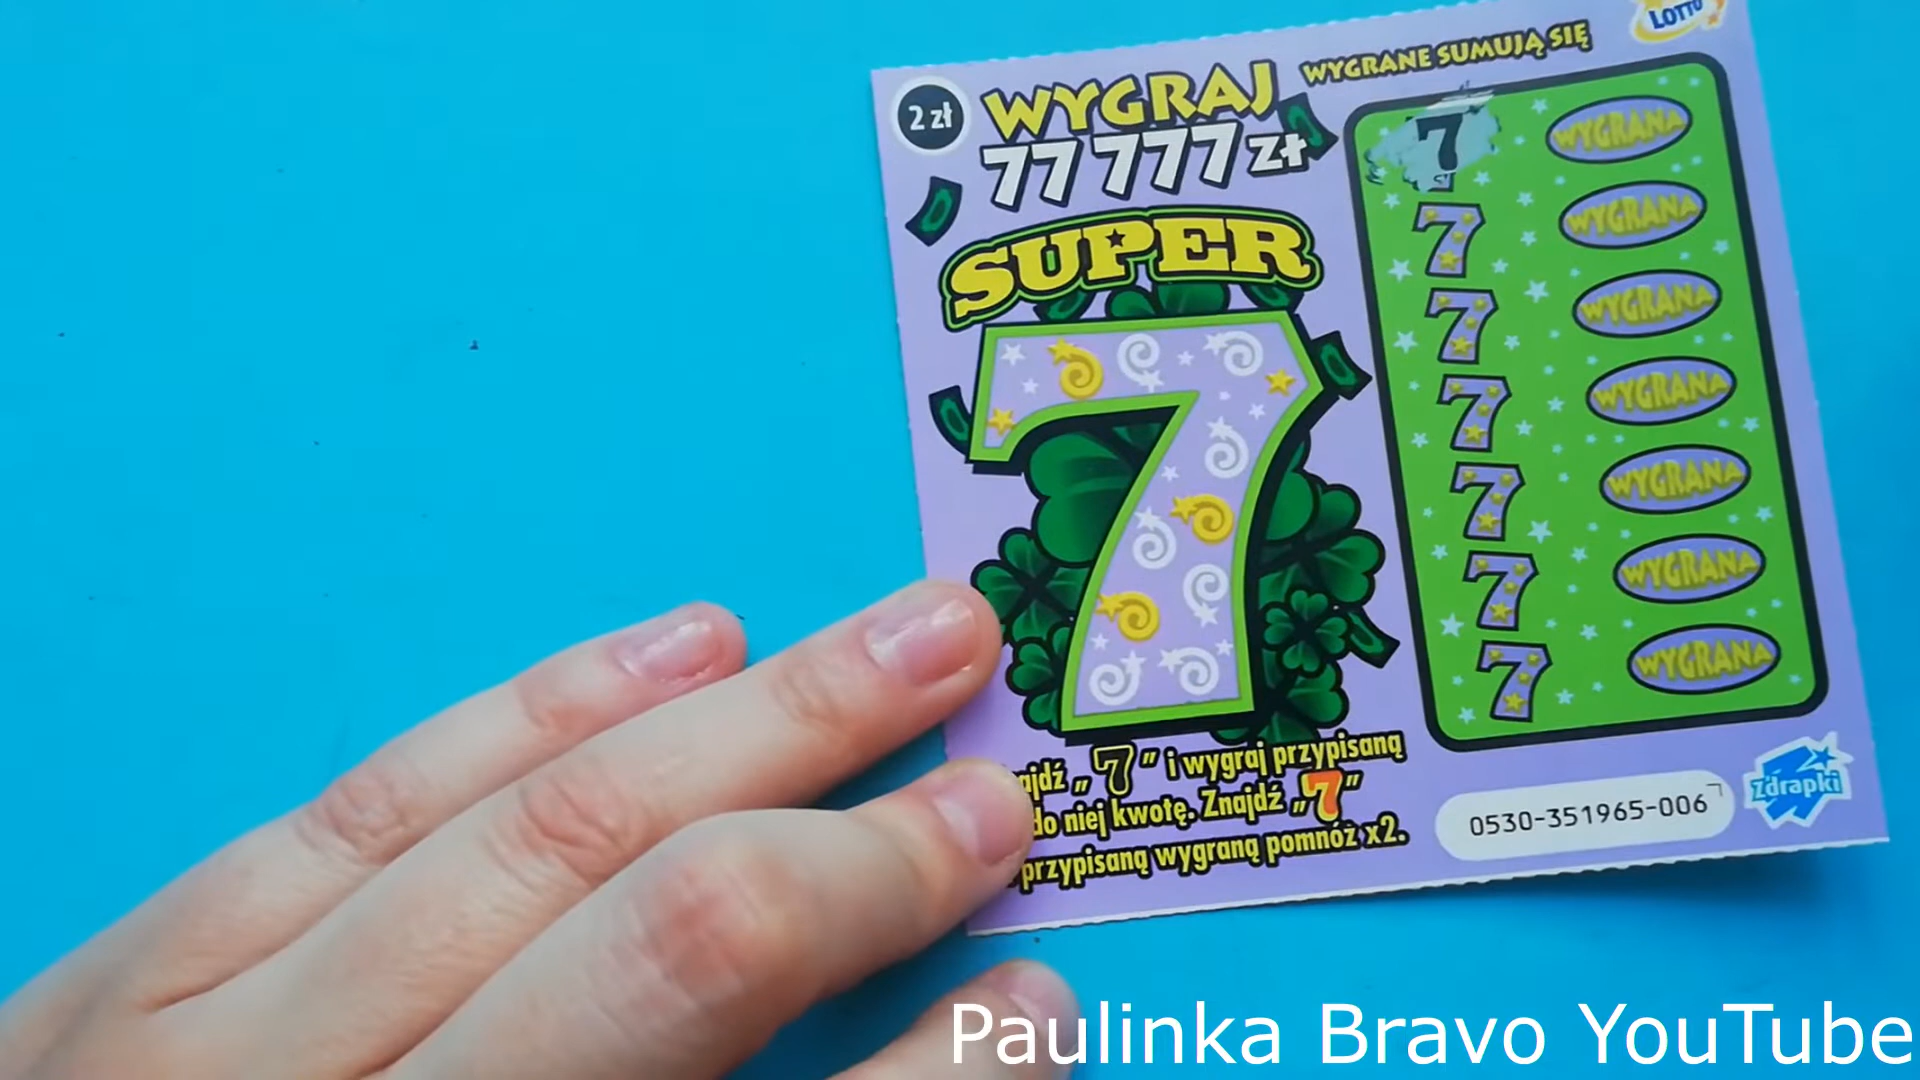 LOTTO
WYGRANE SUMUJĄ SIĘ
2 zł
WYGRAJ
77 777 zł
SUPER
7
7 WYGRANA
7 WYGRANA
7 WYGRANA
7 WYGRANA
7 WYGRANA
7 WYGRANA
7 WYGRANA
„7” i wygraj przypisaną
do niej kwotę. Znajdź „7”
przypisaną wygraną pomnóż x2.
0530-351965-006
Zdrapki
Paulinka Bravo YouTube